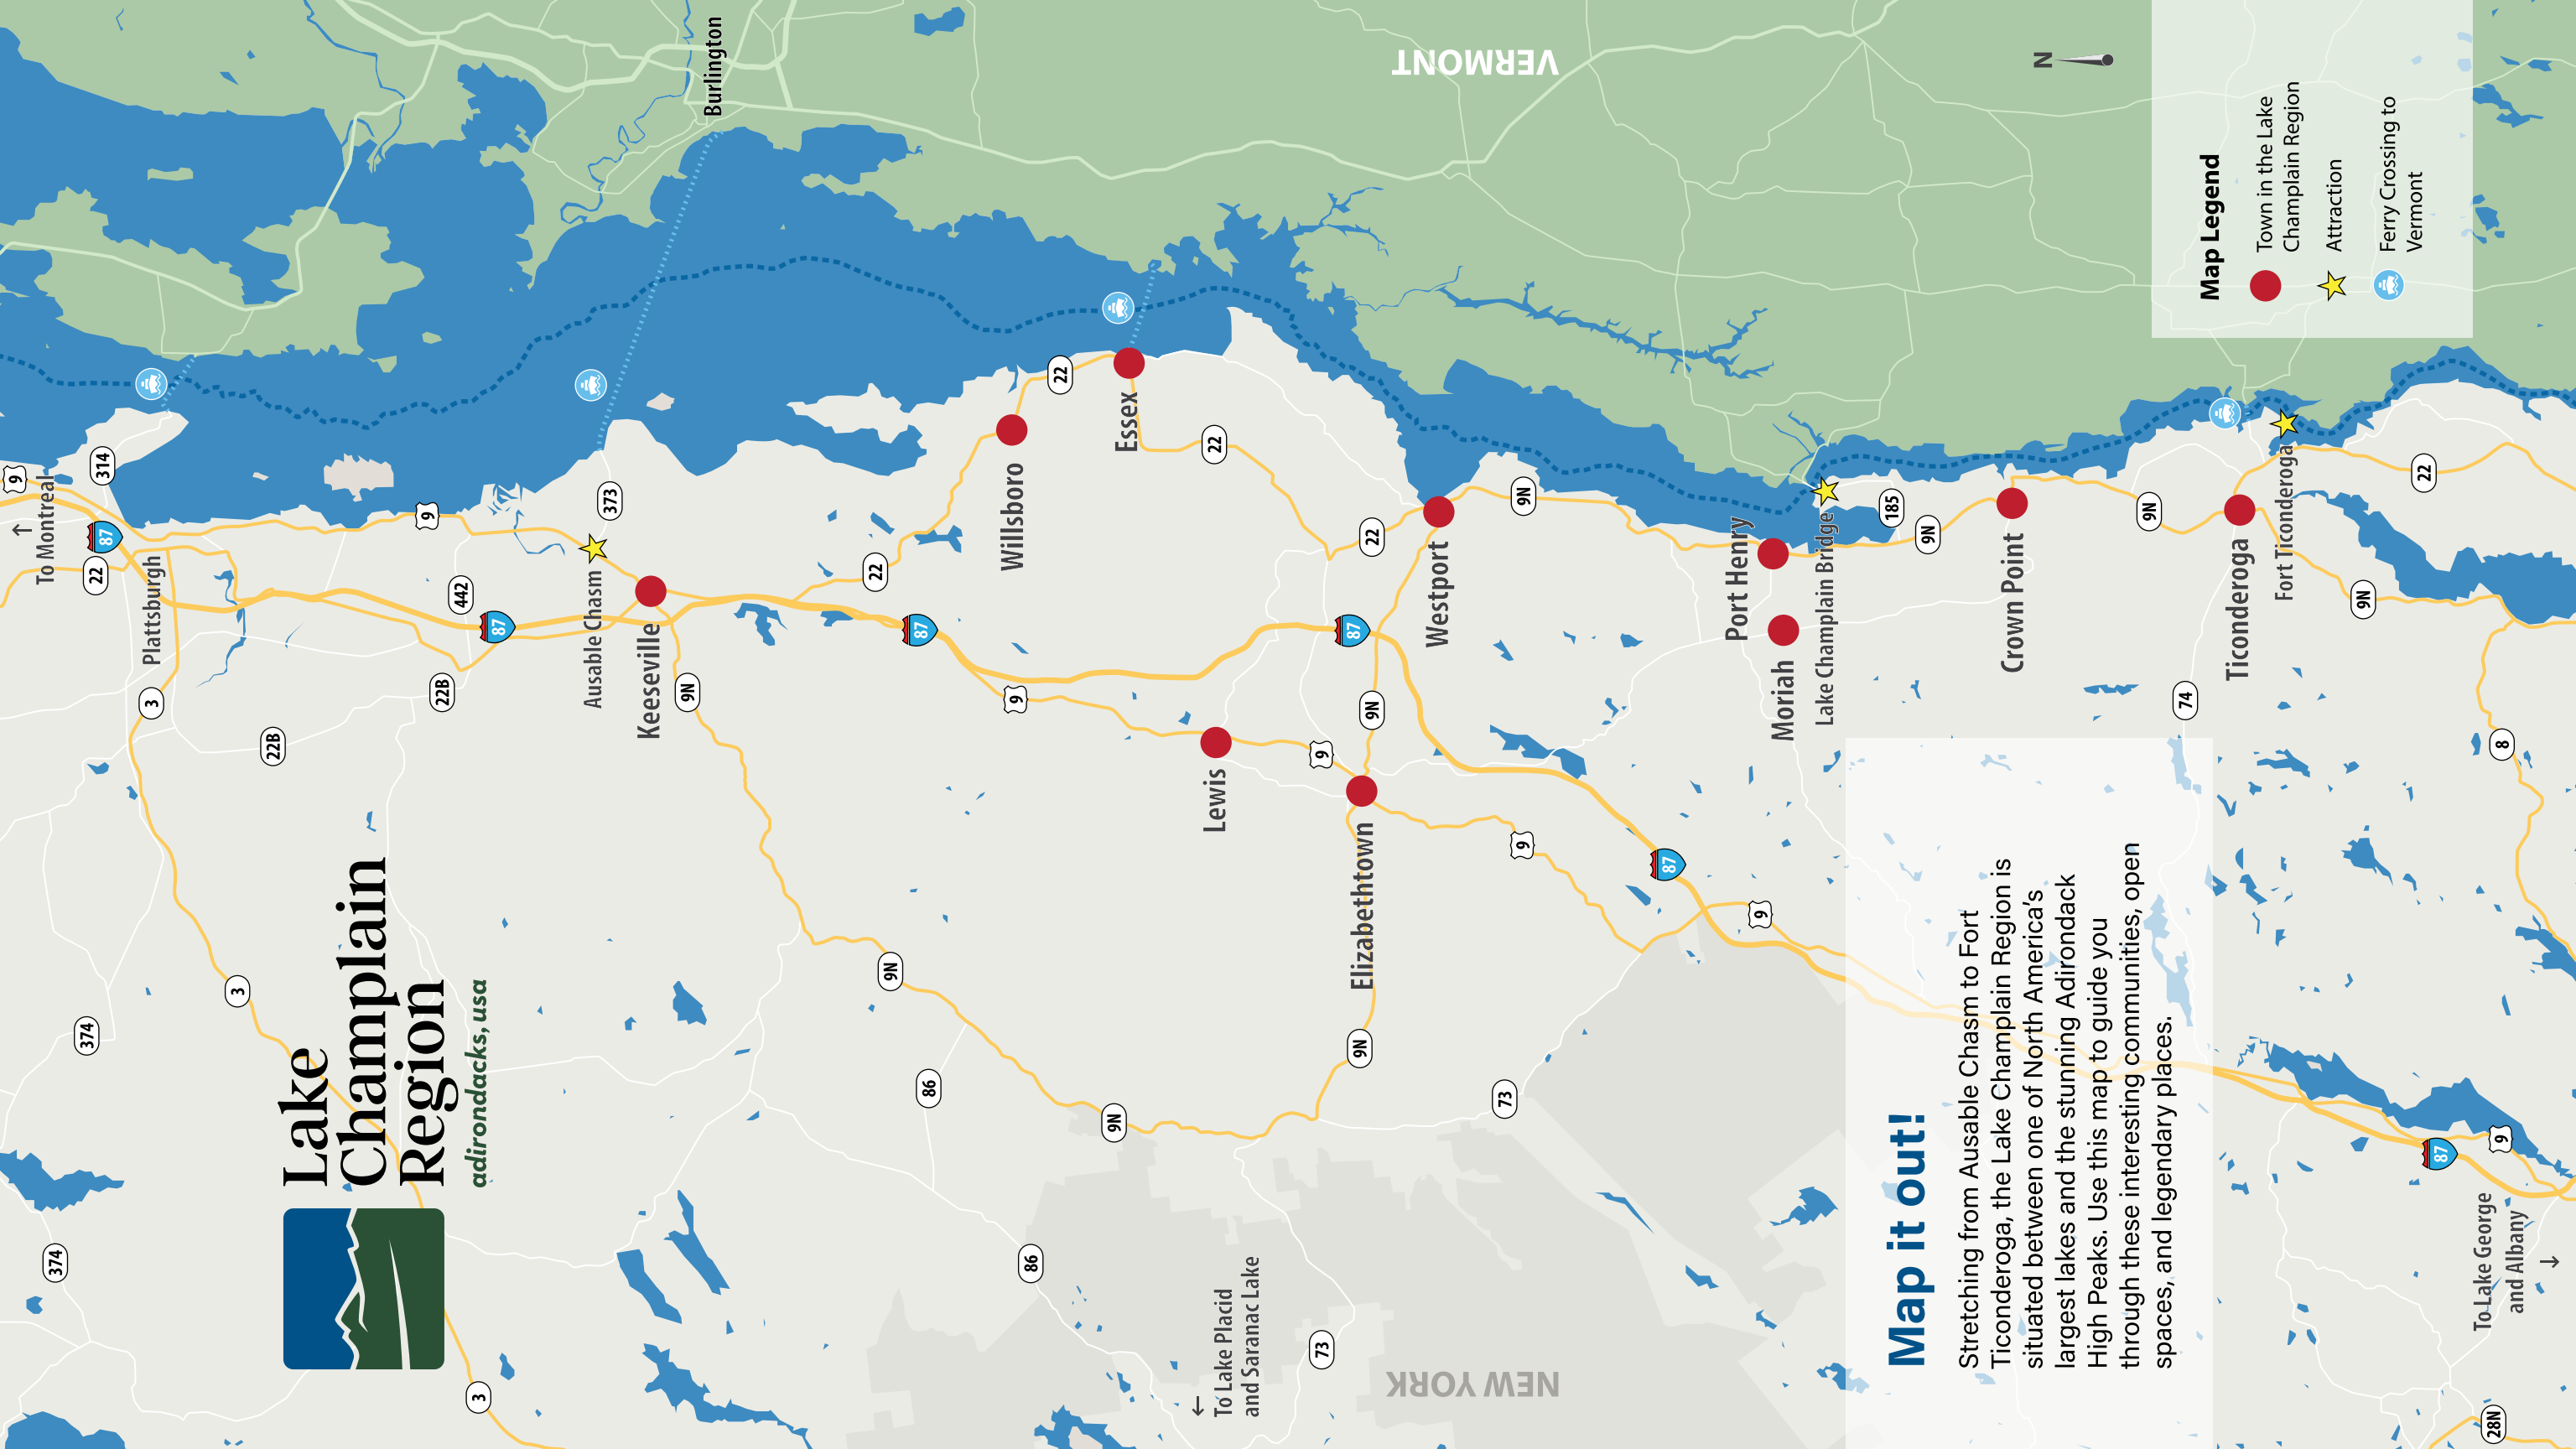 Lake
Champlain
Region
adirondacks, usa
↑
To Montreal
9
314
87
22
Plattsburgh
3
374
374
3
3
22B
22B
442
9
87
373
Ausable Chasm
Keeseville
9N
Burlington
22
87
Willsboro
22
9
Essex
22
Lewis
9
9N
86
86
9N
Elizabethtown
9N
9N
87
22
Westport
9N
9
73
73
←
To Lake Placid
and Saranac Lake
NEW YORK
VERMONT
87
9
Port Henry
Moriah
Lake Champlain Bridge
185
9N
Crown Point
9N
74
Ticonderoga
Fort Ticonderoga
9N
22
8
87
9
28N
To Lake George
and Albany
↓
N
Map it out!
Stretching from Ausable Chasm to Fort
Ticonderoga, the Lake Champlain Region is
situated between one of North America's
largest lakes and the stunning Adirondack
High Peaks. Use this map to guide you
through these interesting communities, open
spaces, and legendary places.
Map Legend
Town in the Lake
Champlain Region
Attraction
Ferry Crossing to
Vermont